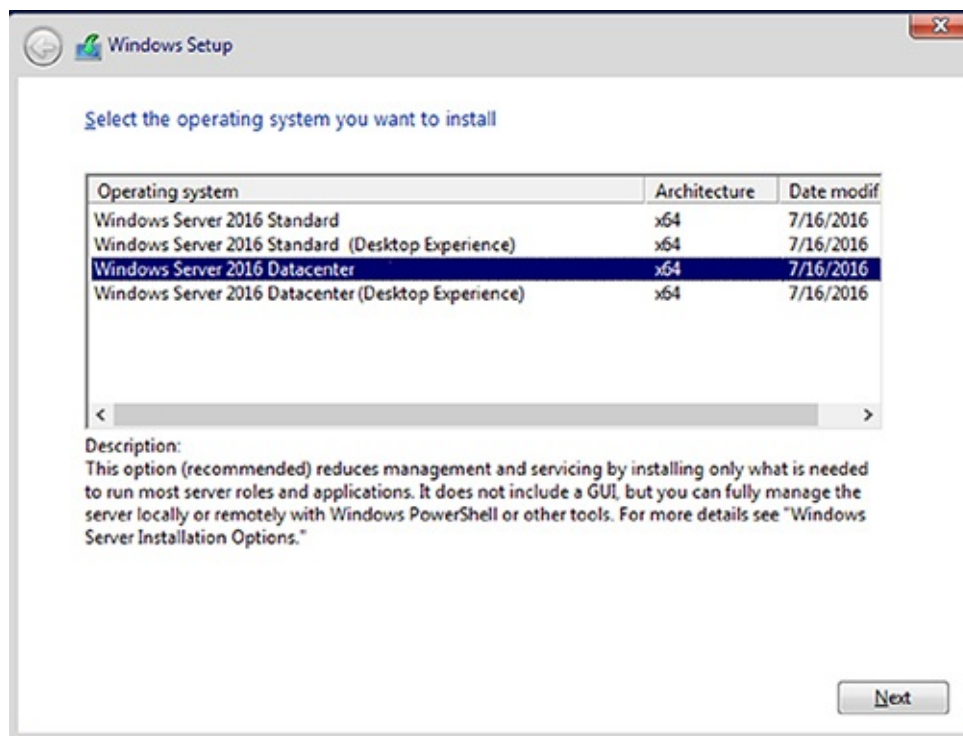 Windows Setup
Select the operating system you want to install
Operating system Architecture Date modif
Windows Server 2016 Standard x64 7/16/2016
Windows Server 2016 Standard (Desktop Experience) x64 7/16/2016
Windows Server 2016 Datacenter x64 7/16/2016
Windows Server 2016 Datacenter (Desktop Experience) x64 7/16/2016
Description:
This option (recommended) reduces management and servicing by installing only what is needed
to run most server roles and applications. It does not include a GUI, but you can fully manage the
server locally or remotely with Windows PowerShell or other tools. For more details see "Windows
Server Installation Options."
Next